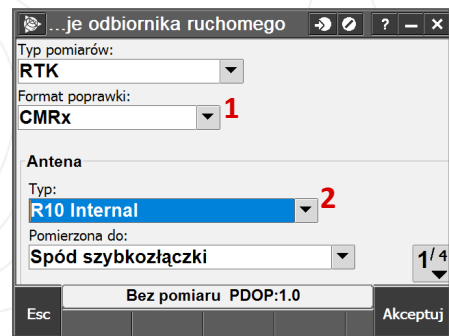 ...je odbiornika ruchomego ? – ×
Typ pomiarów:
RTK
Format poprawki:
CMRx 1
Antena
Typ:
R10 Internal 2
Pomierzona do:
Spód szybkozłączki 1/4
Bez pomiaru PDOP:1.0
Esc Akceptuj